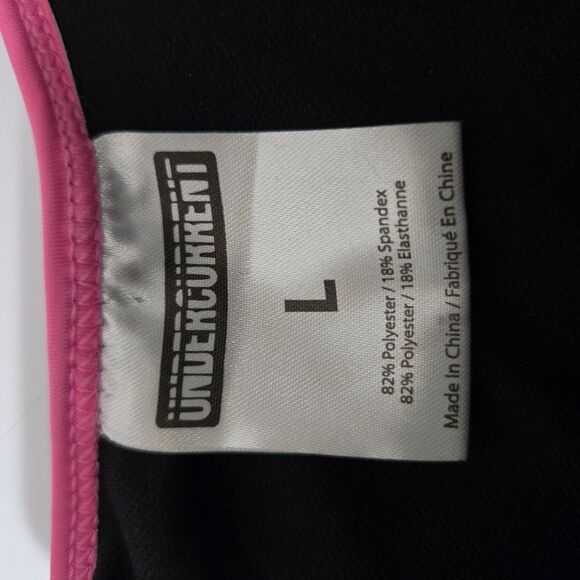 UNDERCURRENT
L
82% Polyester / 18% Spandex
82% Polyester / 18% Elasthanne
Made In China / Fabriqué En Chine